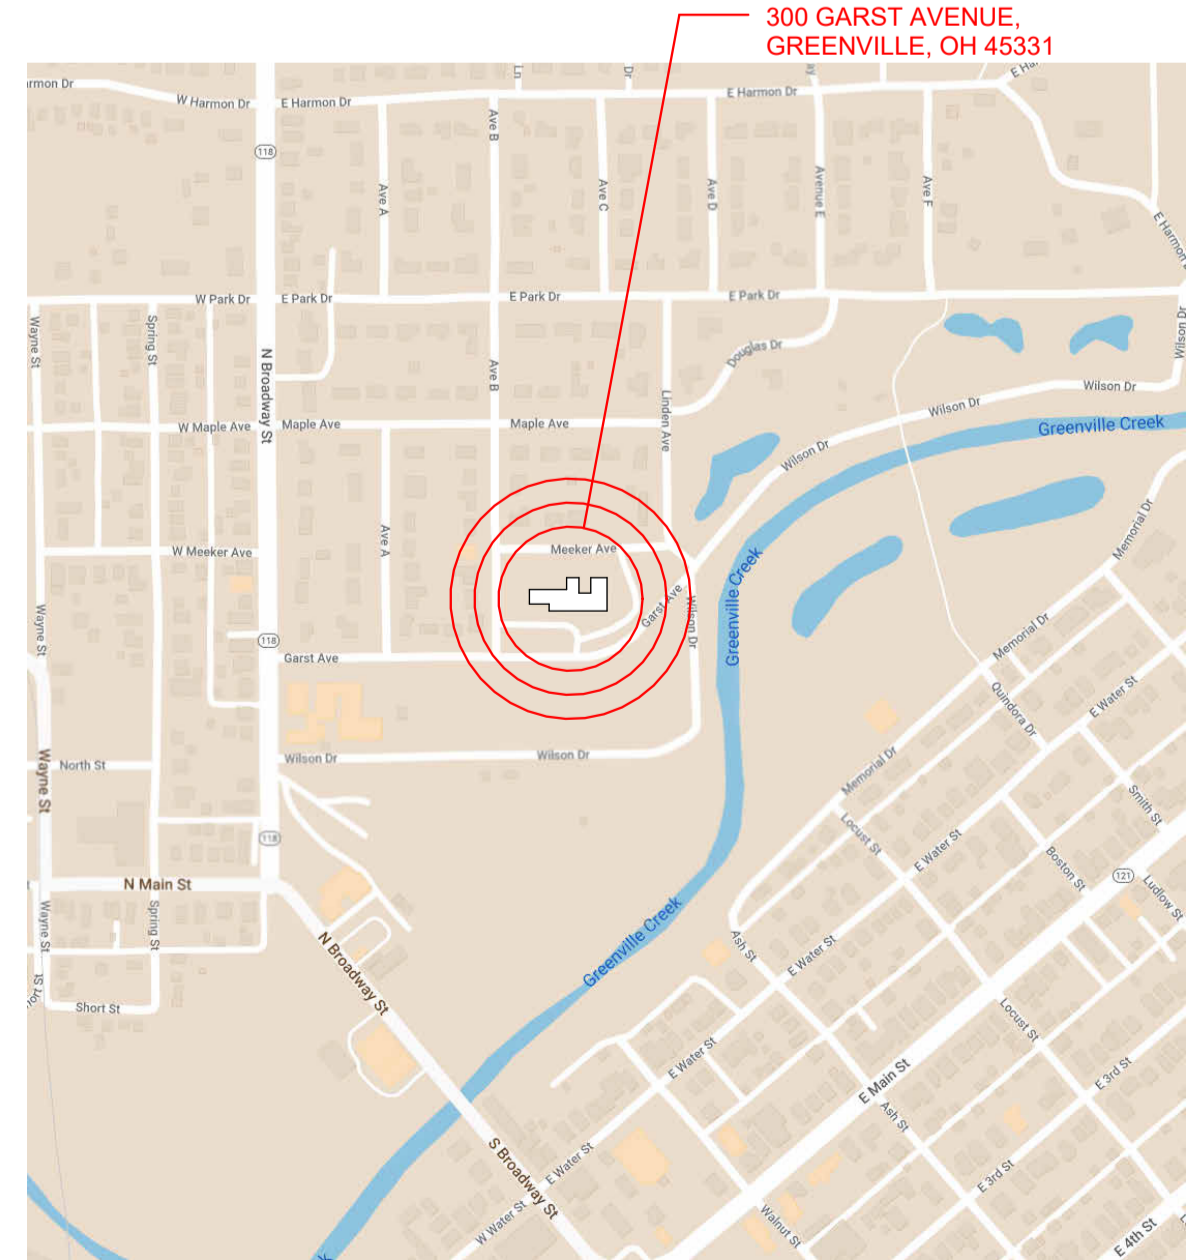 300 GARST AVENUE,
GREENVILLE, OH 45331
rmon Dr
W Harmon Dr
E Harmon Dr
Ln
Dr
E Harmon Dr
118
Ave B
Ave A
Ave C
Ave D
Avenue E
Ave F
E Harmon
W Park Dr
E Park Dr
E Park Dr
E Park Dr
Wayne St
Spring St
N Broadway St
Ave B
Douglas Dr
Wilson Dr
Wilson Dr
Wilson Dr
Linden Ave
W Maple Ave
Maple Ave
Maple Ave
Greenville Creek
Wilson Dr
Memorial Dr
Ave A
W Meeker Ave
Meeker Ave
Greenville Creek
Garst Ave
Wilson Dr
Wayne St
118
Garst Ave
Memorial Dr
E Water St
Quindora Dr
Wilson Dr
Wilson Dr
North St
Wayne St
Memorial Dr
Smith St
118
Locust St
E Water St
Boston St
121
Ludlow St
N Main St
Wayne St
Spring St
N Broadway St
Greenville Creek
Ash St
E Water St
Short St
Locust St
E Water St
E Main St
E 3rd St
Ash St
S Broadway St
E Water St
E 3rd St
W Water St
Walnut St
E 4th St